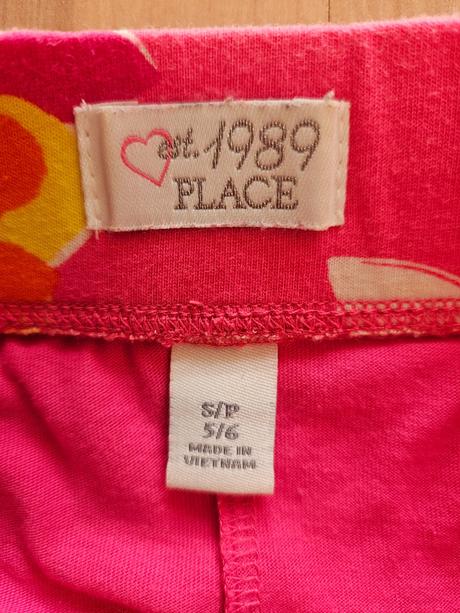 est. 1989
PLACE
S/P
5/6
MADE IN
VIETNAM